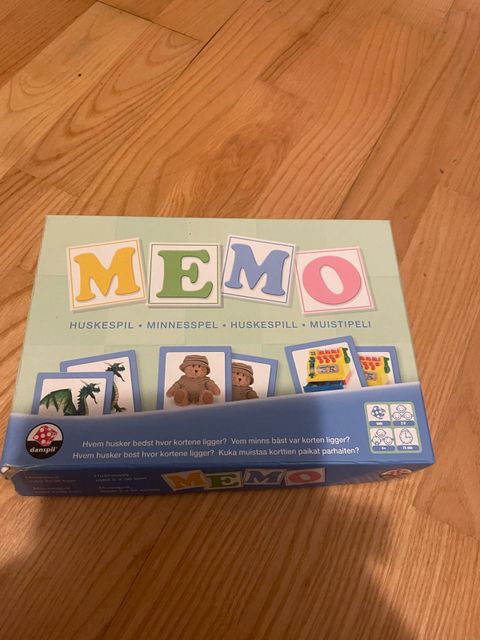 MEMO
HUSKESPIL • MINNESSPEL • HUSKESPILL • MUISTIPELI
danspil
Hvem husker bedst hvor kortene ligger? Vem minns bäst var korten ligger?
Hvem husker best hvor kortene ligger? Kuka muistaa korttien paikat parhaiten?
MEMO